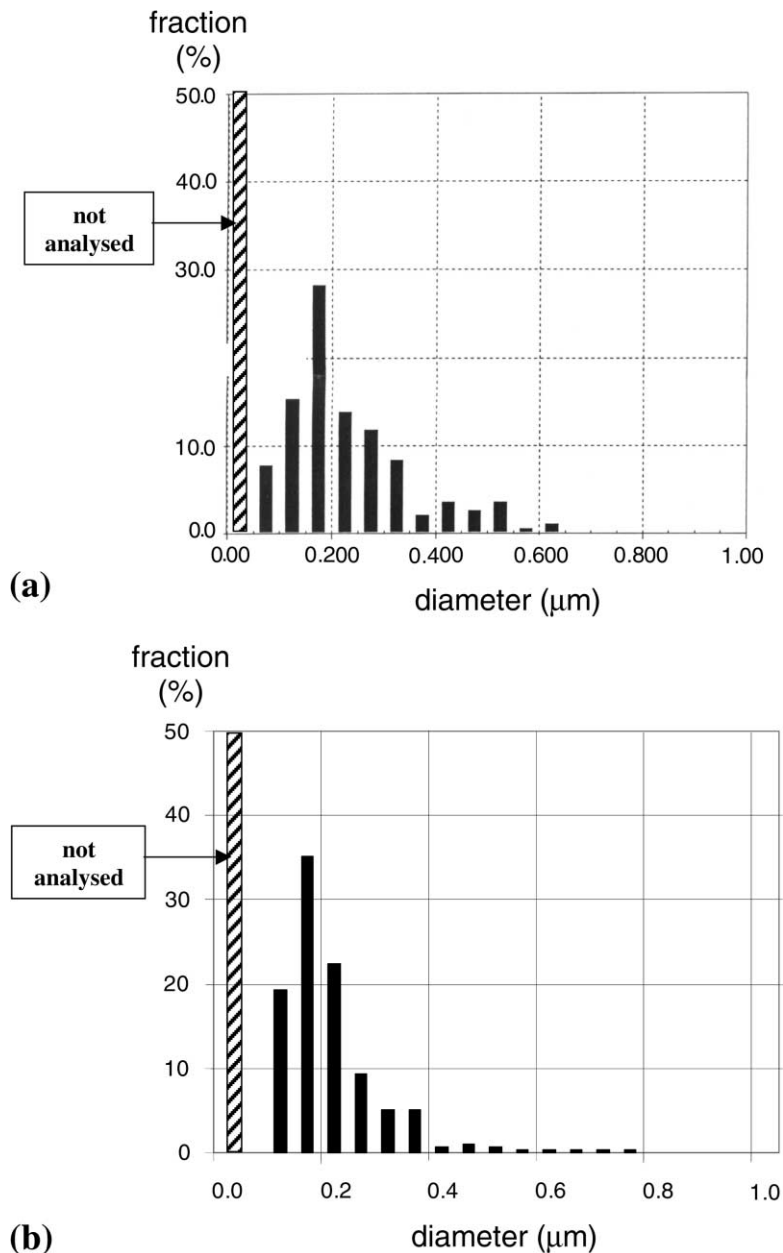 fraction
(%)
50.0
40.0
not
analysed
30.0
10.0
0.0
0.00 0.200 0.400 0.600 0.800 1.00
(a)
diameter (μm)
fraction
(%)
50
40
not
analysed
30
20
10
0
0.0 0.2 0.4 0.6 0.8 1.0
(b)
diameter (μm)